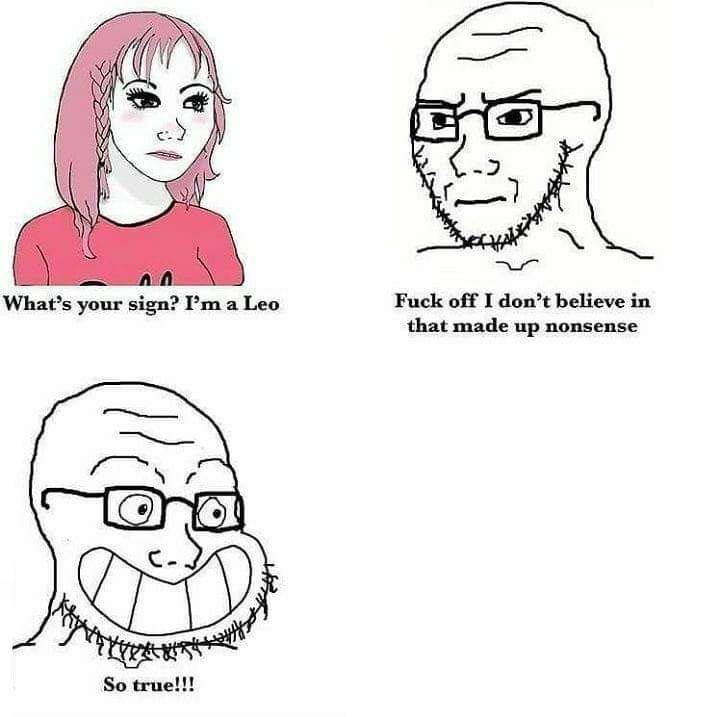 What's your sign? I'm a Leo
Fuck off I don't believe in
that made up nonsense
So true!!!